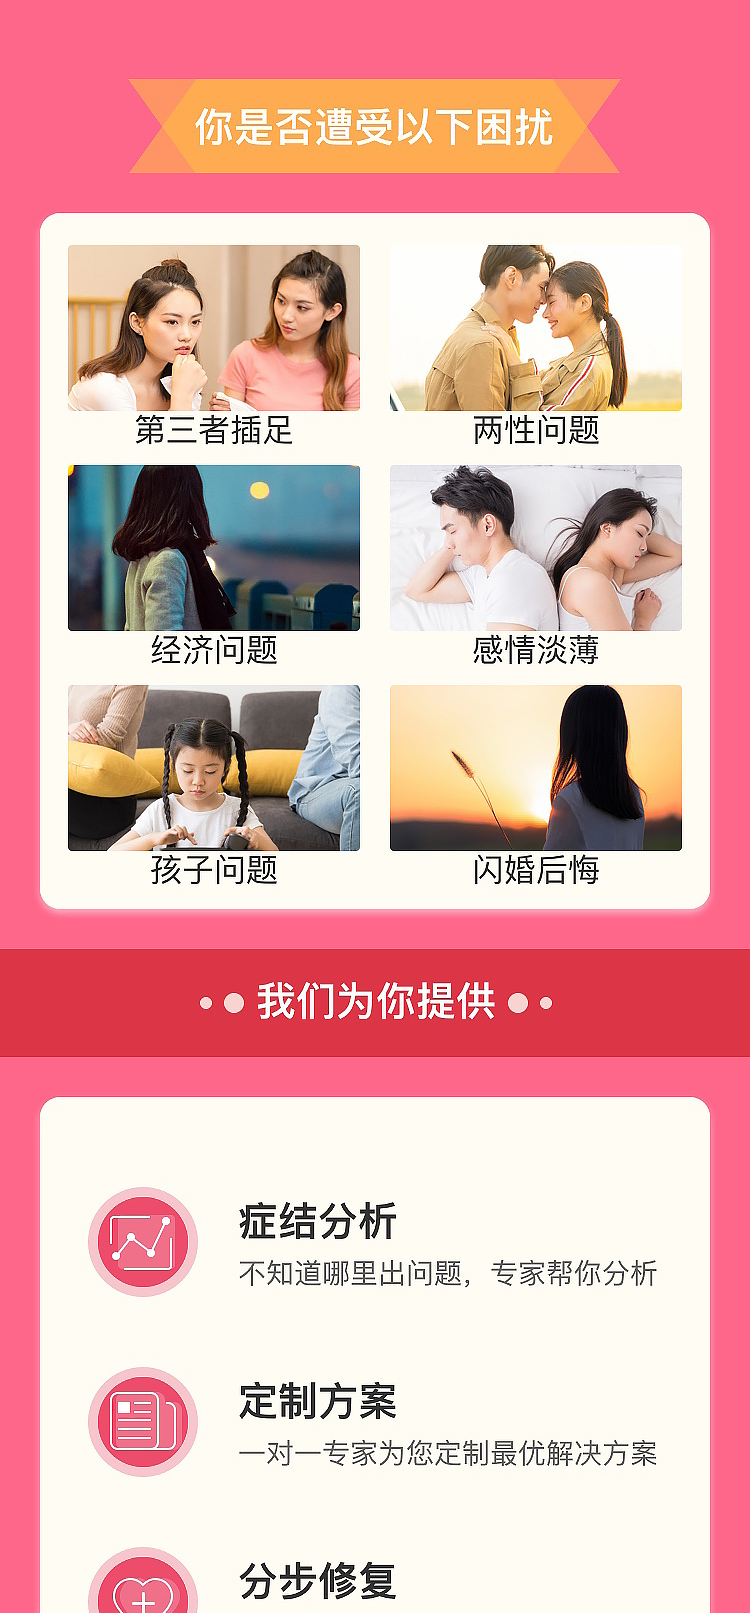 你是否遭受以下困扰
第三者插足
两性问题
经济问题
感情淡薄
孩子问题
闪婚后悔
我们为你提供
症结分析
不知道哪里出问题，专家帮你分析
定制方案
一对一专家为您定制最优解决方案
分步修复